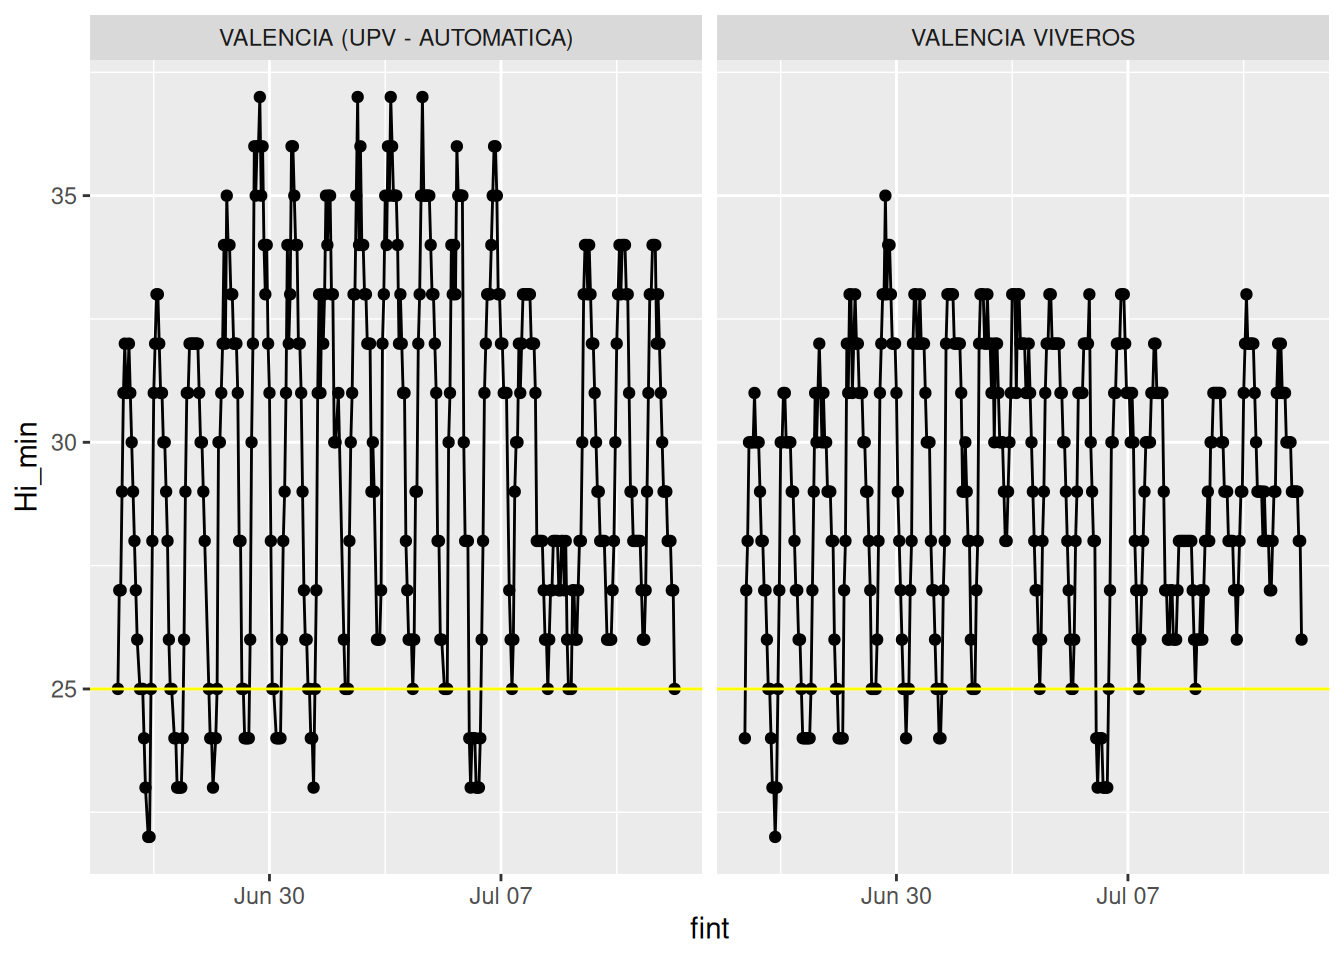 VALENCIA (UPV - AUTOMATICA)
VALENCIA VIVEROS
Hi_min
35
30
25
Jun 30
Jul 07
Jun 30
Jul 07
fint